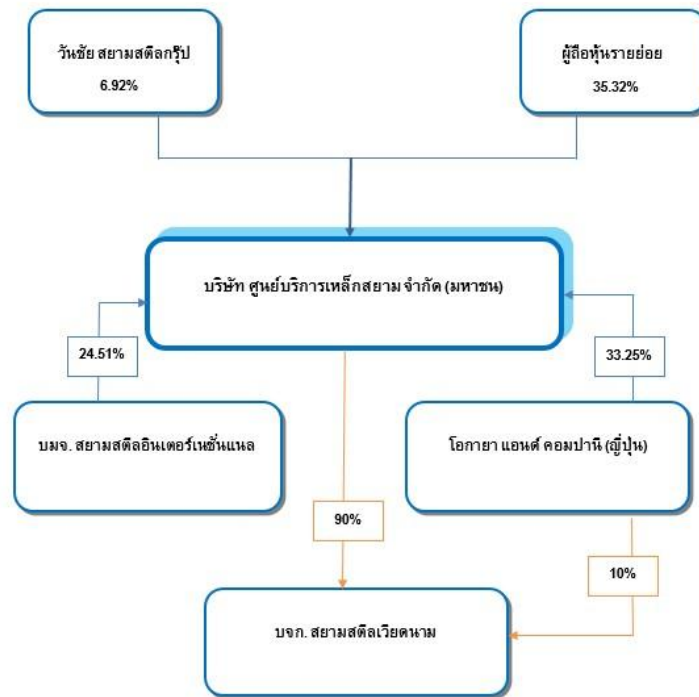 วันชัย สยามสตีลกรุ๊ป
6.92%
ผู้ถือหุ้นรายย่อย
35.32%
บริษัท ศูนย์บริการเหล็กสยาม จำกัด (มหาชน)
24.51%
33.25%
บมจ. สยามสตีลอินเตอร์เนชั่นแนล
โอกายา แอนด์ คอมปานี (ญี่ปุ่น)
90%
10%
บจก. สยามสตีลเวียดนาม